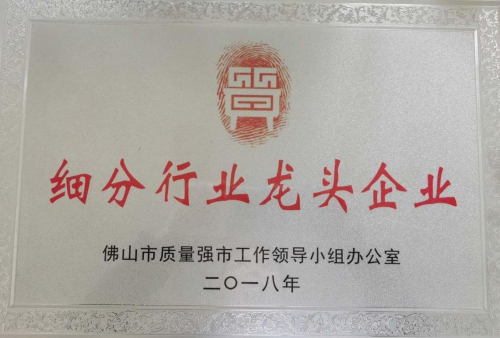 質
细分行业龙头企业
佛山市质量强市工作领导小组办公室
二〇一八年